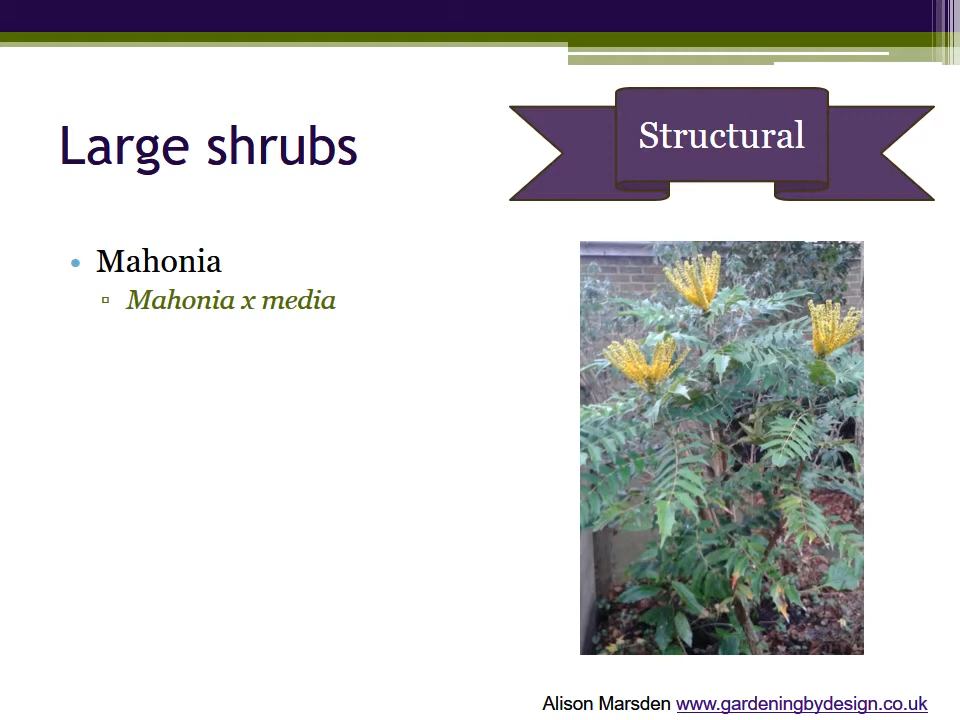 Large shrubs
Structural
• Mahonia
▫ Mahonia x media
Alison Marsden www.gardeningbydesign.co.uk